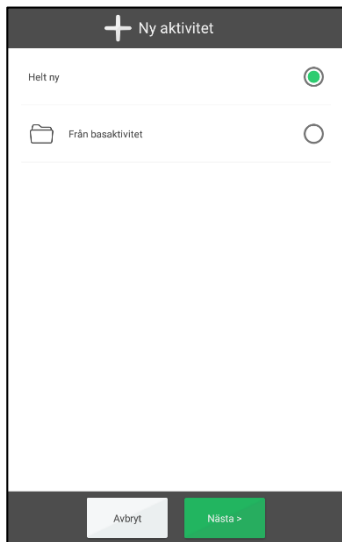 Ny aktivitet
Helt ny
Från basaktivitet
Avbryt
Nästa >